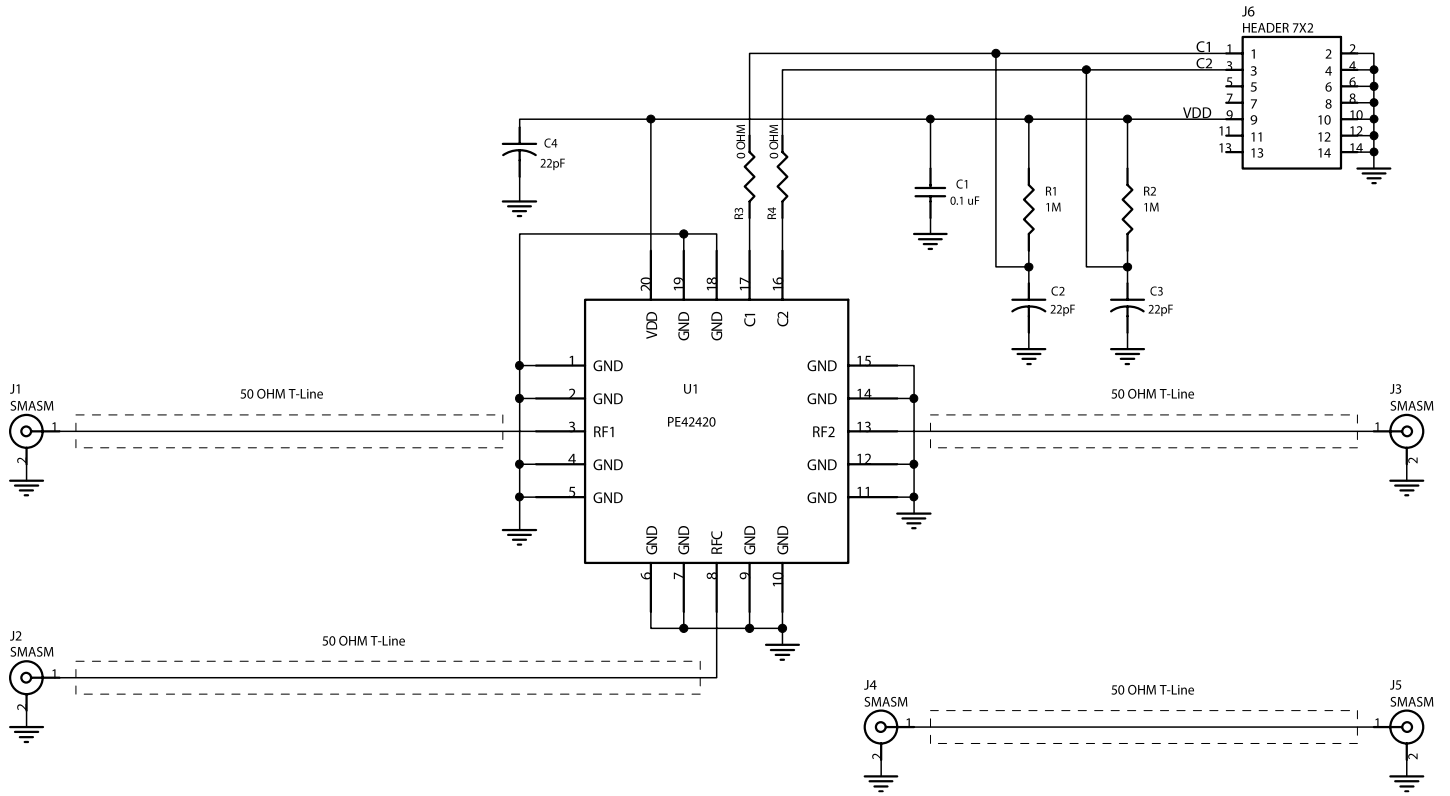 J6
HEADER 7X2
C1 1 1 2 2
C2 3 3 4 4
5 5 6 6
7 7 8 8
VDD 9 9 10 10
11 11 12 12
13 13 14 14
C4
22pF
0 OHM
0 OHM
R3
R4
C1
0.1 uF
R1
1M
R2
1M
C2
22pF
C3
22pF
20 19 18 17 16
VDD GND GND C1 C2
1 GND GND 15
2 GND GND 14
3 RF1 RF2 13
4 GND GND 12
5 GND GND 11
U1
PE42420
GND GND RFC GND GND
6 7 8 9 10
J1
SMASM
1
2
50 OHM T-Line
50 OHM T-Line
J3
SMASM
1
2
J2
SMASM
1
2
50 OHM T-Line
J4
SMASM
1
2
50 OHM T-Line
J5
SMASM
1
2